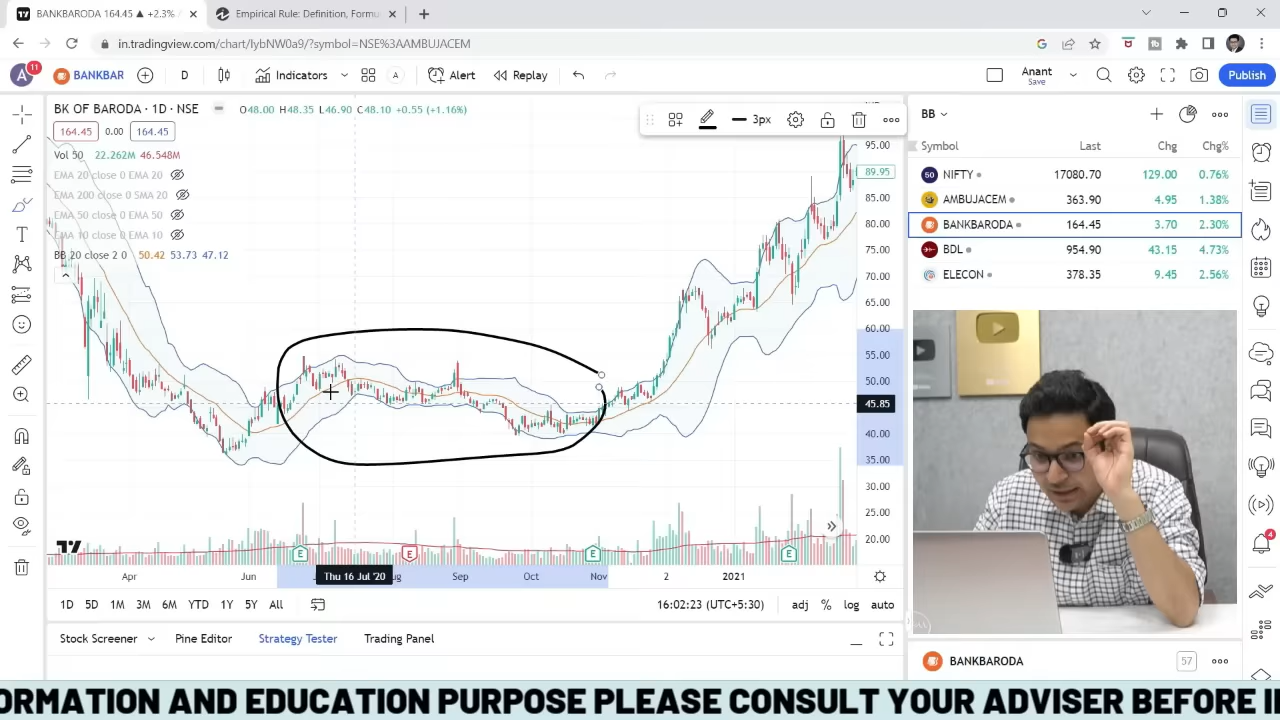 BANKBARODA 164.45 ▲ +2.3%
Empirical Rule: Definition, Formu
in.tradingview.com/chart/IybNW0a9/?symbol=NSE%3AAMBUJACEM
A 11 BANKBAR D Indicators A Alert Replay Anant Save Publish
BK OF BARODA · 1D · NSE O48.00 H48.35 L46.90 C48.10 +0.55 (+1.16%)
164.45 0.00 164.45
3px
Vol 50 22.262M 46.548M
EMA 20 close 0 EMA 20
EMA 200 close 0 SMA 20
EMA 50 close 0 EMA 50
EMA 10 close 0 EMA 10
BB 20 close 2 0 50.42 53.73 47.12
95.00
89.95
80.00
75.00
70.00
65.00
60.00
55.00
50.00
45.85
40.00
35.00
30.00
25.00
20.00
E E E E
Apr Jun Thu 16 Jul '20 ug Sep Oct Nov 2 2021
1D 5D 1M 3M 6M YTD 1Y 5Y All 16:02:23 (UTC+5:30) adj % log auto
Stock Screener Pine Editor Strategy Tester Trading Panel
BB
Symbol Last Chg Chg%
50 NIFTY 17080.70 129.00 0.76%
AMBUJACEM 363.90 4.95 1.38%
BANKBARODA 164.45 3.70 2.30%
BDL 954.90 43.15 4.73%
ELECON 378.35 9.45 2.56%
4
BANKBARODA 57
ORMATION AND EDUCATION PURPOSE PLEASE CONSULT YOUR ADVISER BEFORE I